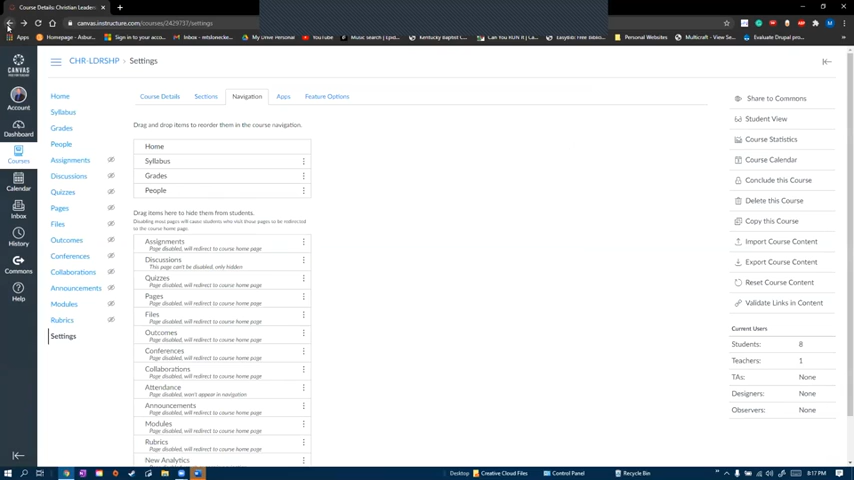 Course Details: Christian Leader
canvas.instructure.com/courses/2429737/settings
Apps
Homepage - Asbur...
Sign in to your acco...
My Drive Personal
YouTube
Music search | Epid...
Kentucky Baptist C...
Can You RUN It | Ca...
Personal Websites
Multicraft - View Se...
Evaluate Drupal proj...
CHR-LDRSHP
Settings
CANVAS
Account
Dashboard
Courses
Calendar
Inbox
History
Commons
Help
Home
Syllabus
Grades
People
Assignments
Discussions
Quizzes
Pages
Files
Outcomes
Conferences
Collaborations
Announcements
Modules
Rubrics
Settings
Course Details
Sections
Navigation
Apps
Feature Options
Drag and drop items to reorder them in the course navigation.
Home
Syllabus
Grades
People
Drag items here to hide them from students.
Disabling most pages will cause students who visit those pages to be redirected
to the course home page.
Assignments
Page disabled, will redirect to course home page
Discussions
This page can't be disabled, only hidden
Quizzes
Page disabled, will redirect to course home page
Pages
Page disabled, will redirect to course home page
Files
Page disabled, will redirect to course home page
Outcomes
Page disabled, will redirect to course home page
Conferences
Page disabled, will redirect to course home page
Collaborations
Page disabled, will redirect to course home page
Attendance
Page disabled, won't appear in navigation
Announcements
Page disabled, will redirect to course home page
Modules
Page disabled, will redirect to course home page
Rubrics
Page disabled, will redirect to course home page
New Analytics
Share to Commons
Student View
Course Statistics
Course Calendar
Conclude this Course
Delete this Course
Copy this Course
Import Course Content
Export Course Content
Reset Course Content
Validate Links in Content
Current Users
Students: 8
Teachers: 1
TAs: None
Designers: None
Observers: None
Desktop
Creative Cloud Files
Control Panel
Recycle Bin
8:17 PM